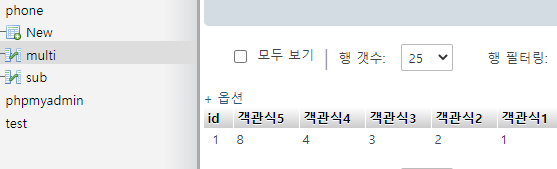 phone
New
multi
sub
phpmyadmin
test
모두 보기 행 갯수: 25 행 필터링:
+ 옵션
id 객관식5 객관식4 객관식3 객관식2 객관식1
1 8 4 3 2 1